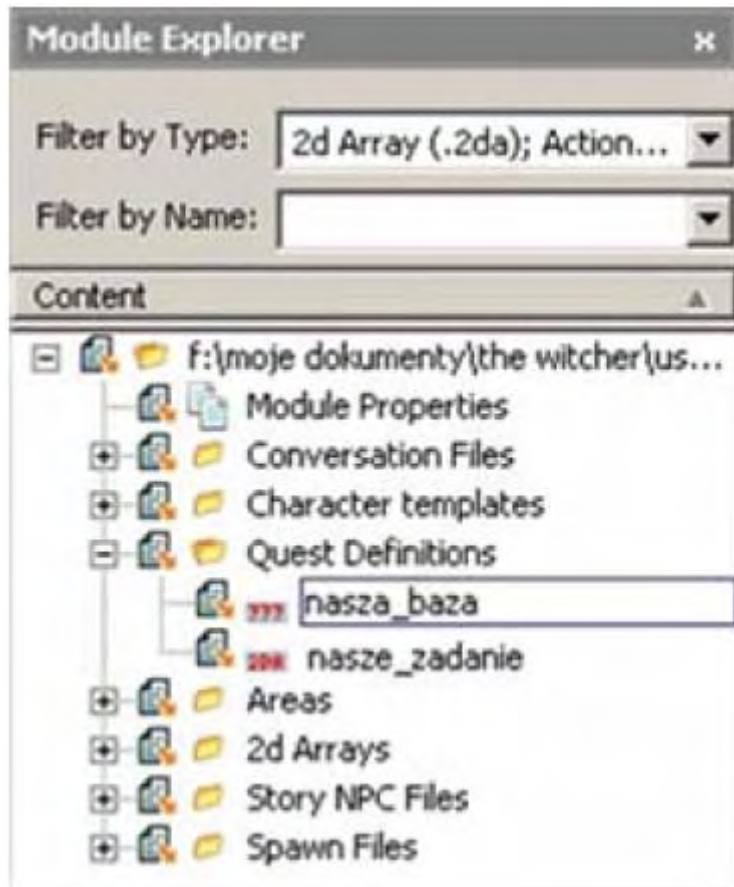 Module Explorer
Filter by Type: 2d Array (.2da); Action...
Filter by Name:
Content
f:\moje dokumenty\the witcher\us...
Module Properties
Conversation Files
Character templates
Quest Definitions
??? nasza_baza
nasze_zadanie
Areas
2d Arrays
Story NPC Files
Spawn Files